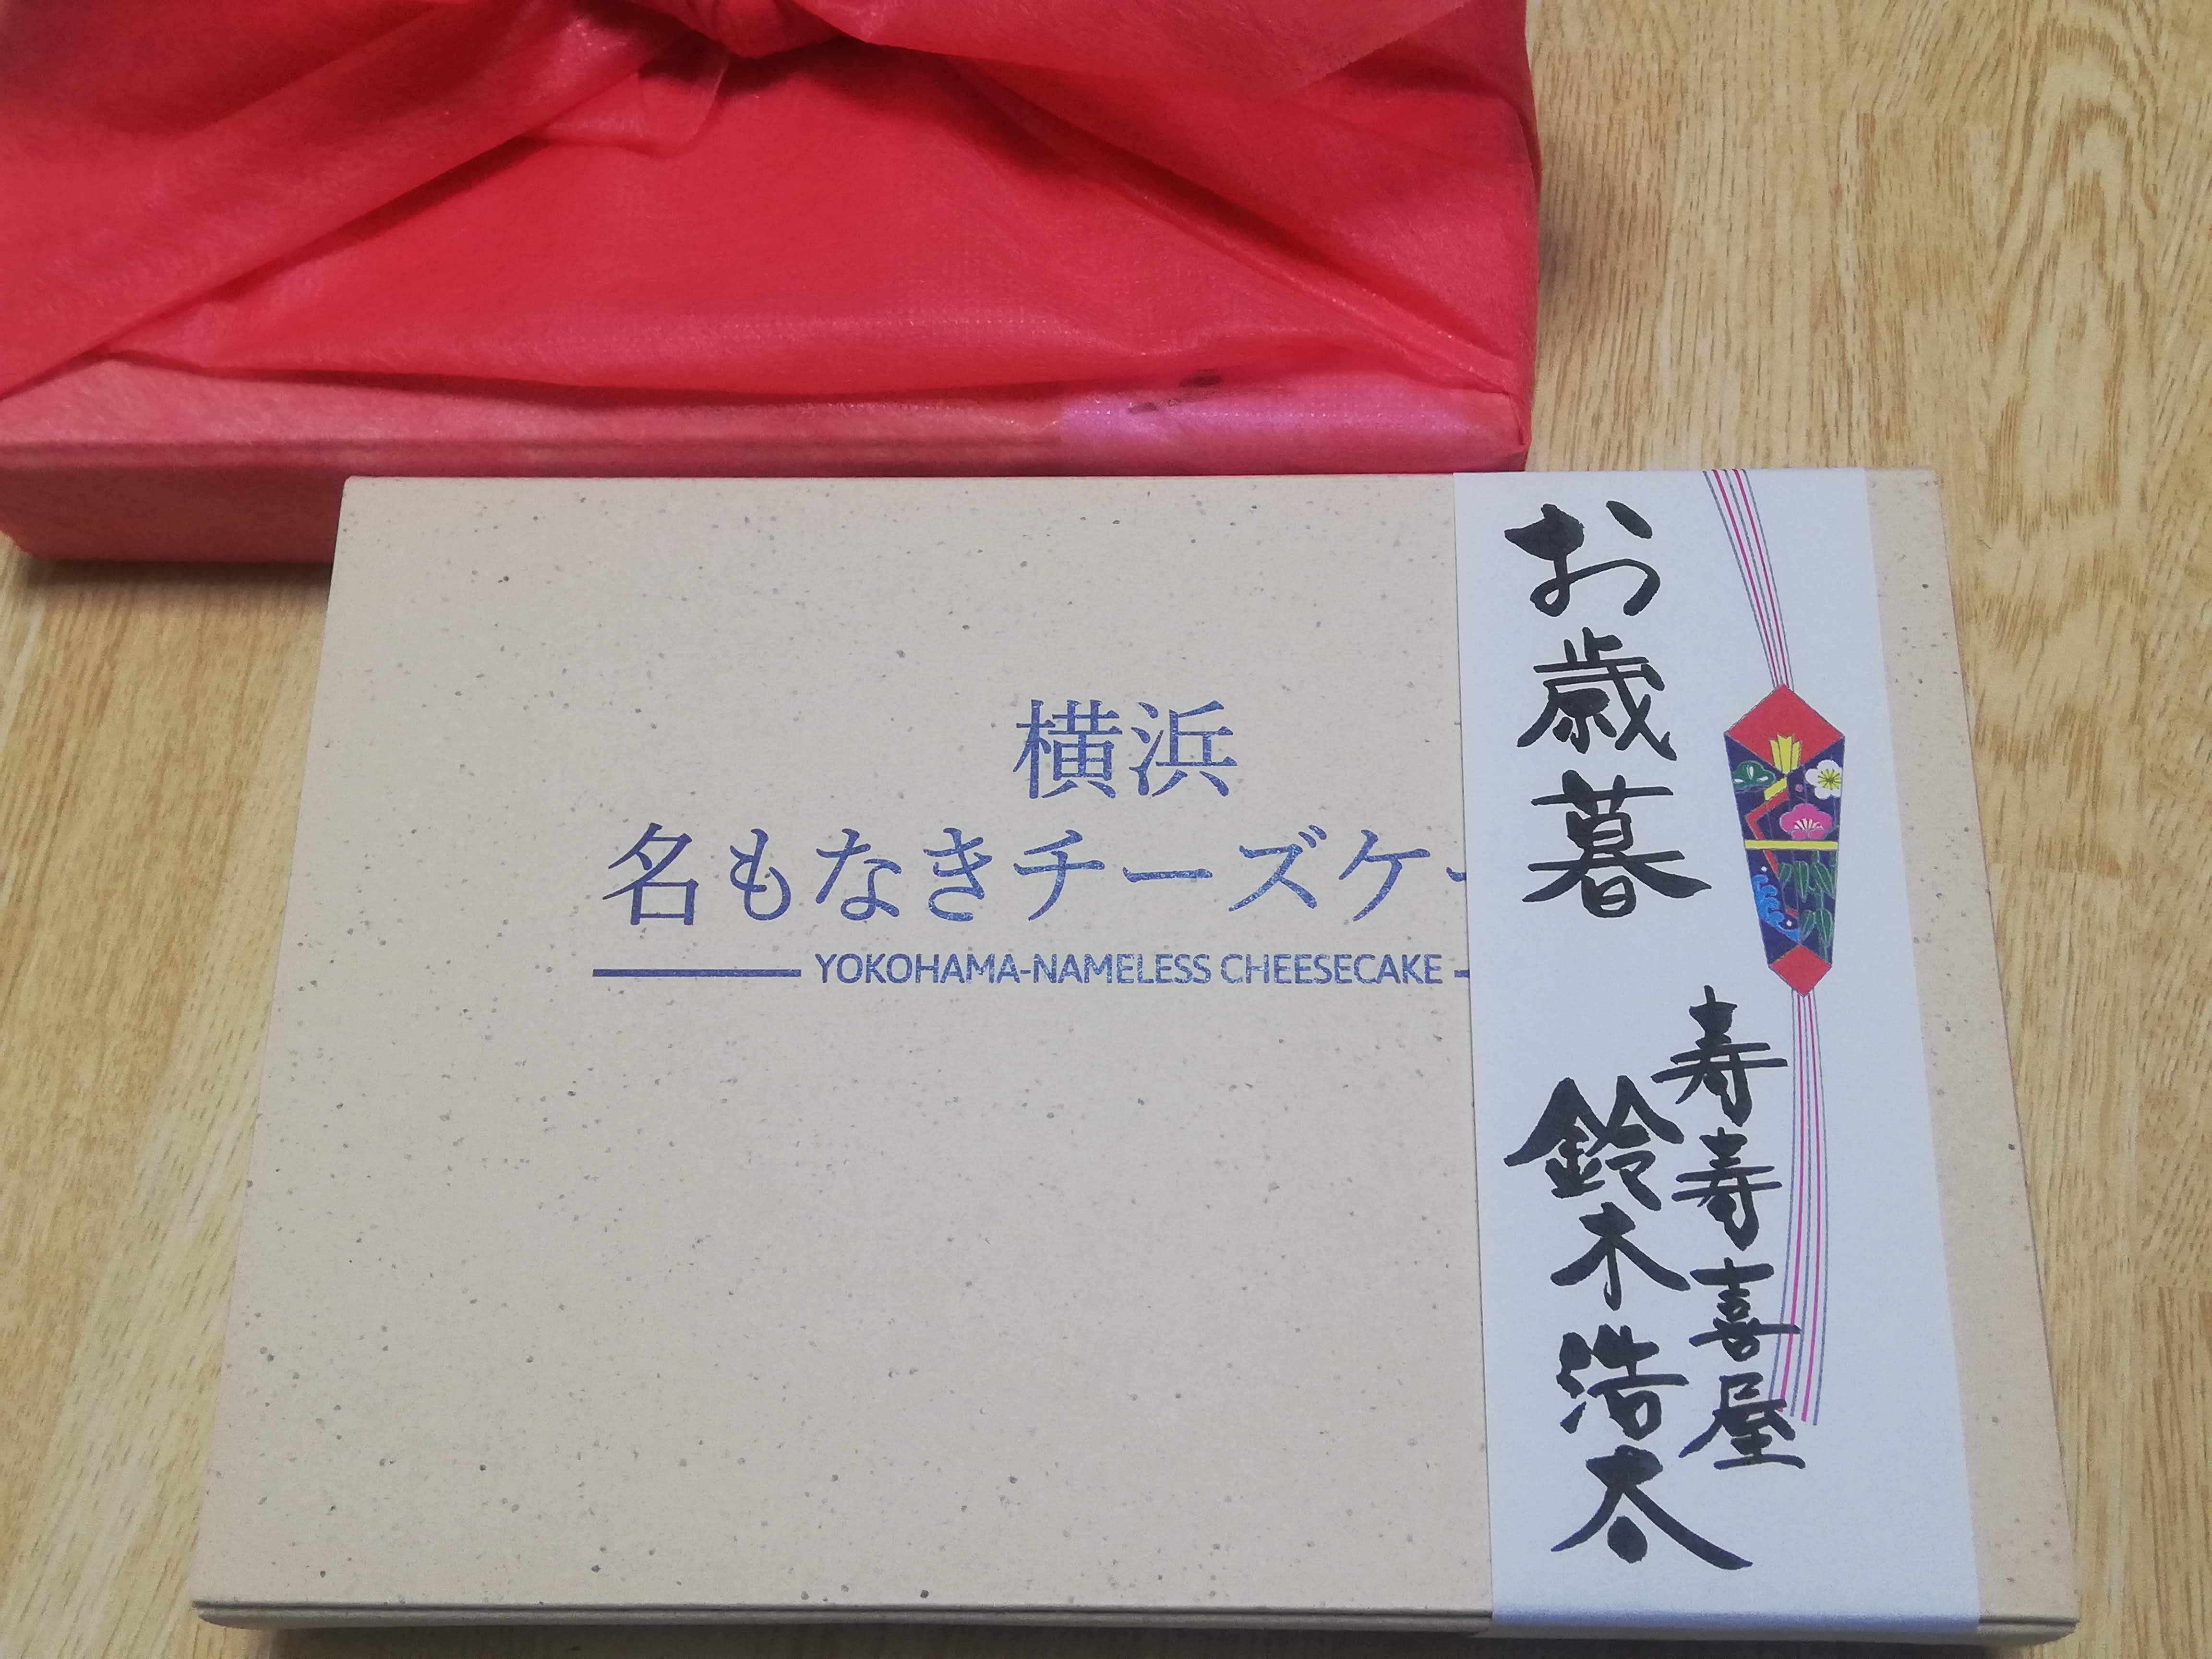 横浜
名もなきチーズケー
YOKOHAMA-NAMELESS CHEESECAKE
お歳暮
寿寿喜屋
鈴木浩太